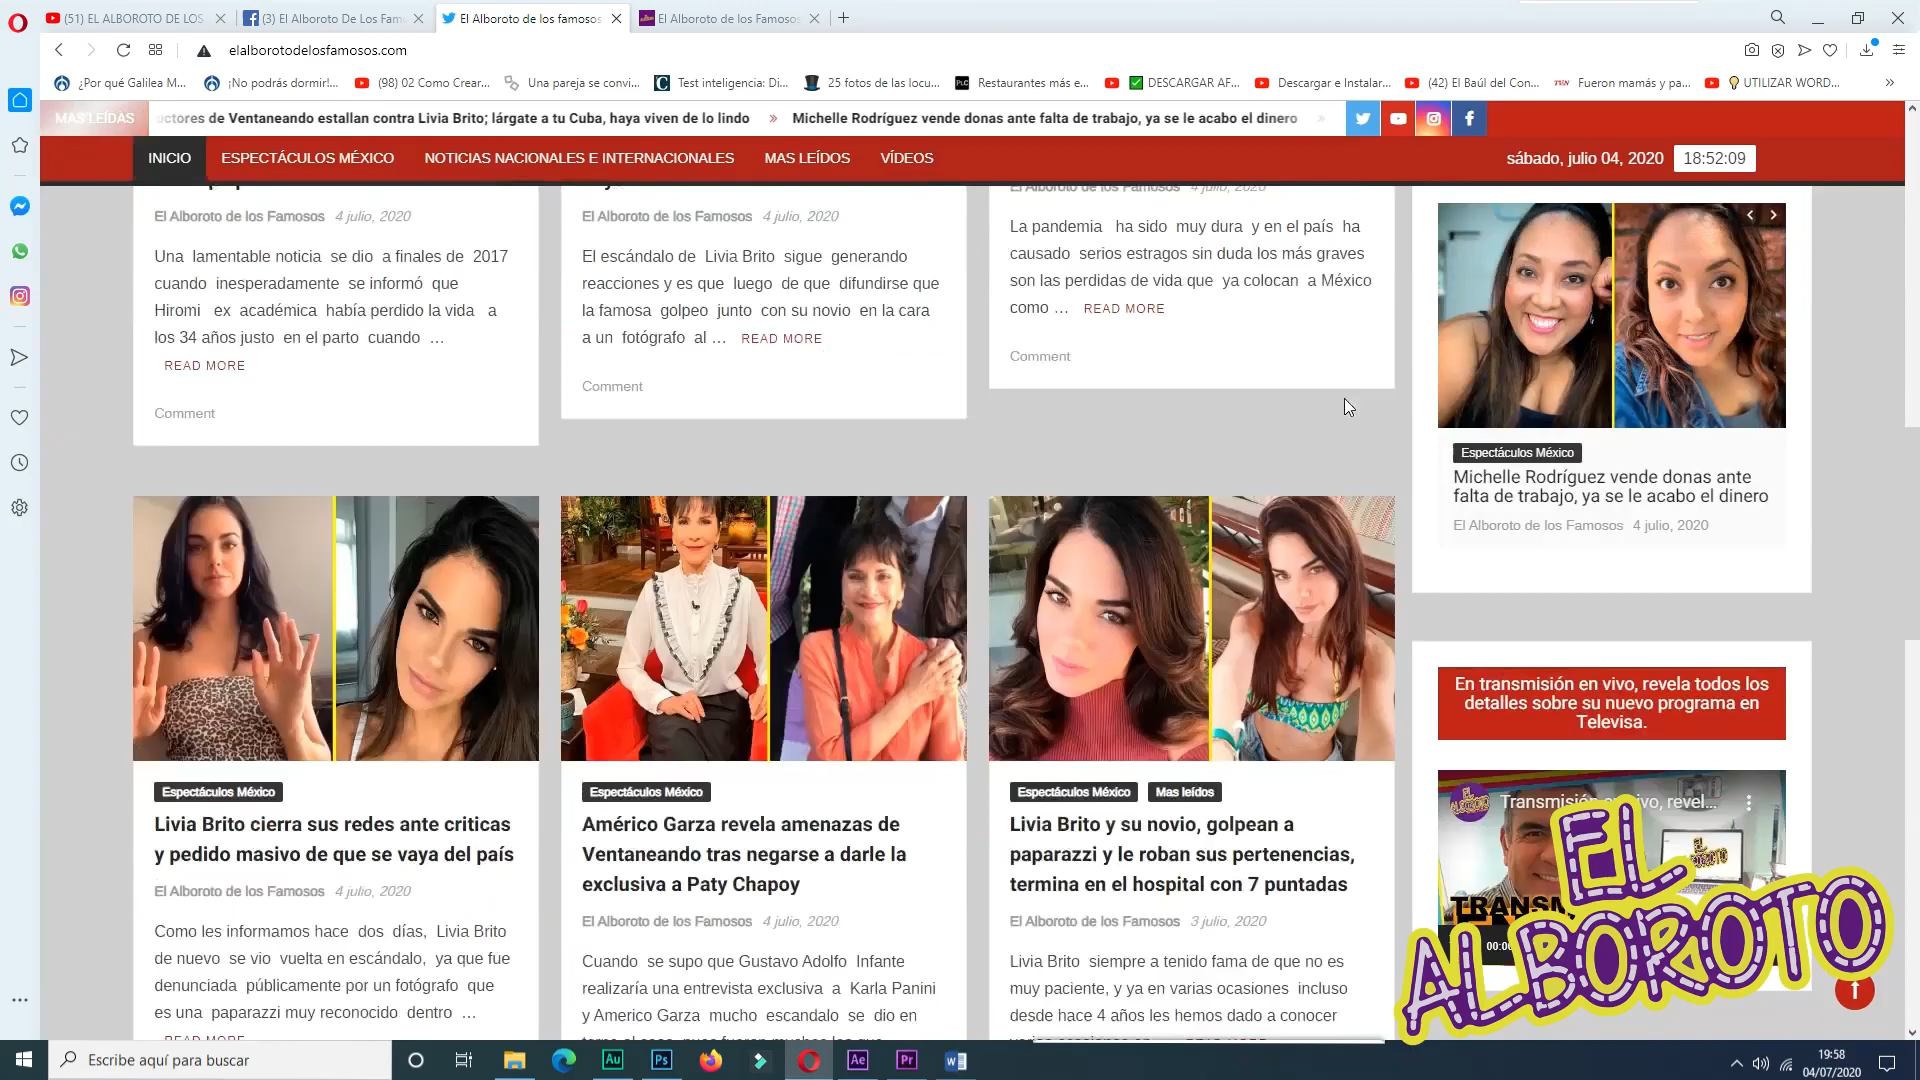 (51) EL ALBOROTO DE LOS
(3) El Alboroto De Los Fam
El Alboroto de los famosos
El Alboroto de los Famoso
elalborotodelosfamosos.com
¿Por qué Galilea M...
¡No podrás dormir!...
(98) 02 Como Crear...
Una pareja se convi...
Test inteligencia: Di...
25 fotos de las locu...
Restaurantes más e...
DESCARGAR AF...
Descargar e Instalar...
(42) El Baúl del Con...
Fueron mamás y pa...
UTILIZAR WORD...
MAS LEÍDAS
uctores de Ventaneando estallan contra Livia Brito; lárgate a tu Cuba, haya viven de lo lindo » Michelle Rodríguez vende donas ante falta de trabajo, ya se le acabo el dinero »
INICIO ESPECTÁCULOS MÉXICO NOTICIAS NACIONALES E INTERNACIONALES MAS LEÍDOS VÍDEOS
sábado, julio 04, 2020 18:52:09
El Alboroto de los Famosos 4 julio, 2020
Una lamentable noticia se dio a finales de 2017
cuando inesperadamente se informó que
Hiromi ex académica había perdido la vida a
los 34 años justo en el parto cuando …
READ MORE
Comment
El Alboroto de los Famosos 4 julio, 2020
El escándalo de Livia Brito sigue generando
reacciones y es que luego de que difundirse que
la famosa golpeo junto con su novio en la cara
a un fotógrafo al … READ MORE
Comment
El Alboroto de los Famosos 4 julio, 2020
La pandemia ha sido muy dura y en el país ha
causado serios estragos sin duda los más graves
son las perdidas de vida que ya colocan a México
como … READ MORE
Comment
Espectáculos México
Michelle Rodríguez vende donas ante
falta de trabajo, ya se le acabo el dinero
El Alboroto de los Famosos 4 julio, 2020
Espectáculos México
Livia Brito cierra sus redes ante criticas
y pedido masivo de que se vaya del país
El Alboroto de los Famosos 4 julio, 2020
Como les informamos hace dos días, Livia Brito
de nuevo se vio vuelta en escándalo, ya que fue
denunciada públicamente por un fotógrafo que
es una paparazzi muy reconocido dentro …
READ MORE
Espectáculos México
Américo Garza revela amenazas de
Ventaneando tras negarse a darle la
exclusiva a Paty Chapoy
El Alboroto de los Famosos 4 julio, 2020
Cuando se supo que Gustavo Adolfo Infante
realizaría una entrevista exclusiva a Karla Panini
y Americo Garza mucho escandalo se dio en
Espectáculos México Mas leídos
Livia Brito y su novio, golpean a
paparazzi y le roban sus pertenencias,
termina en el hospital con 7 puntadas
El Alboroto de los Famosos 3 julio, 2020
Livia Brito siempre a tenido fama de que no es
muy paciente, y ya en varias ocasiones incluso
desde hace 4 años les hemos dado a conocer
En transmisión en vivo, revela todos los
detalles sobre su nuevo programa en
Televisa.
EL
ALBOROTO
Escribe aquí para buscar
19:58
04/07/2020